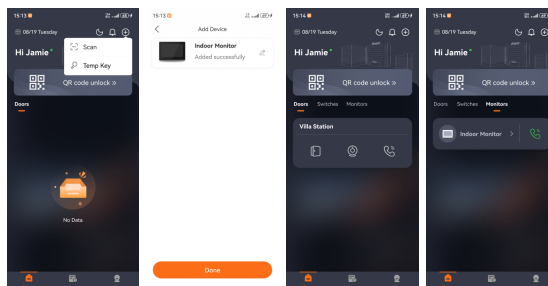 15:13
08/19 Tuesday
Hi Jamie
Scan
Temp Key
QR code unlock »
Doors
No Data
15:13
Add Device
Indoor Monitor
Added successfully
Done
15:14
08/19 Tuesday
Hi Jamie
QR code unlock »
Doors Switches Monitors
Villa Station
15:14
08/19 Tuesday
Hi Jamie
QR code unlock »
Doors Switches Monitors
Indoor Monitor >